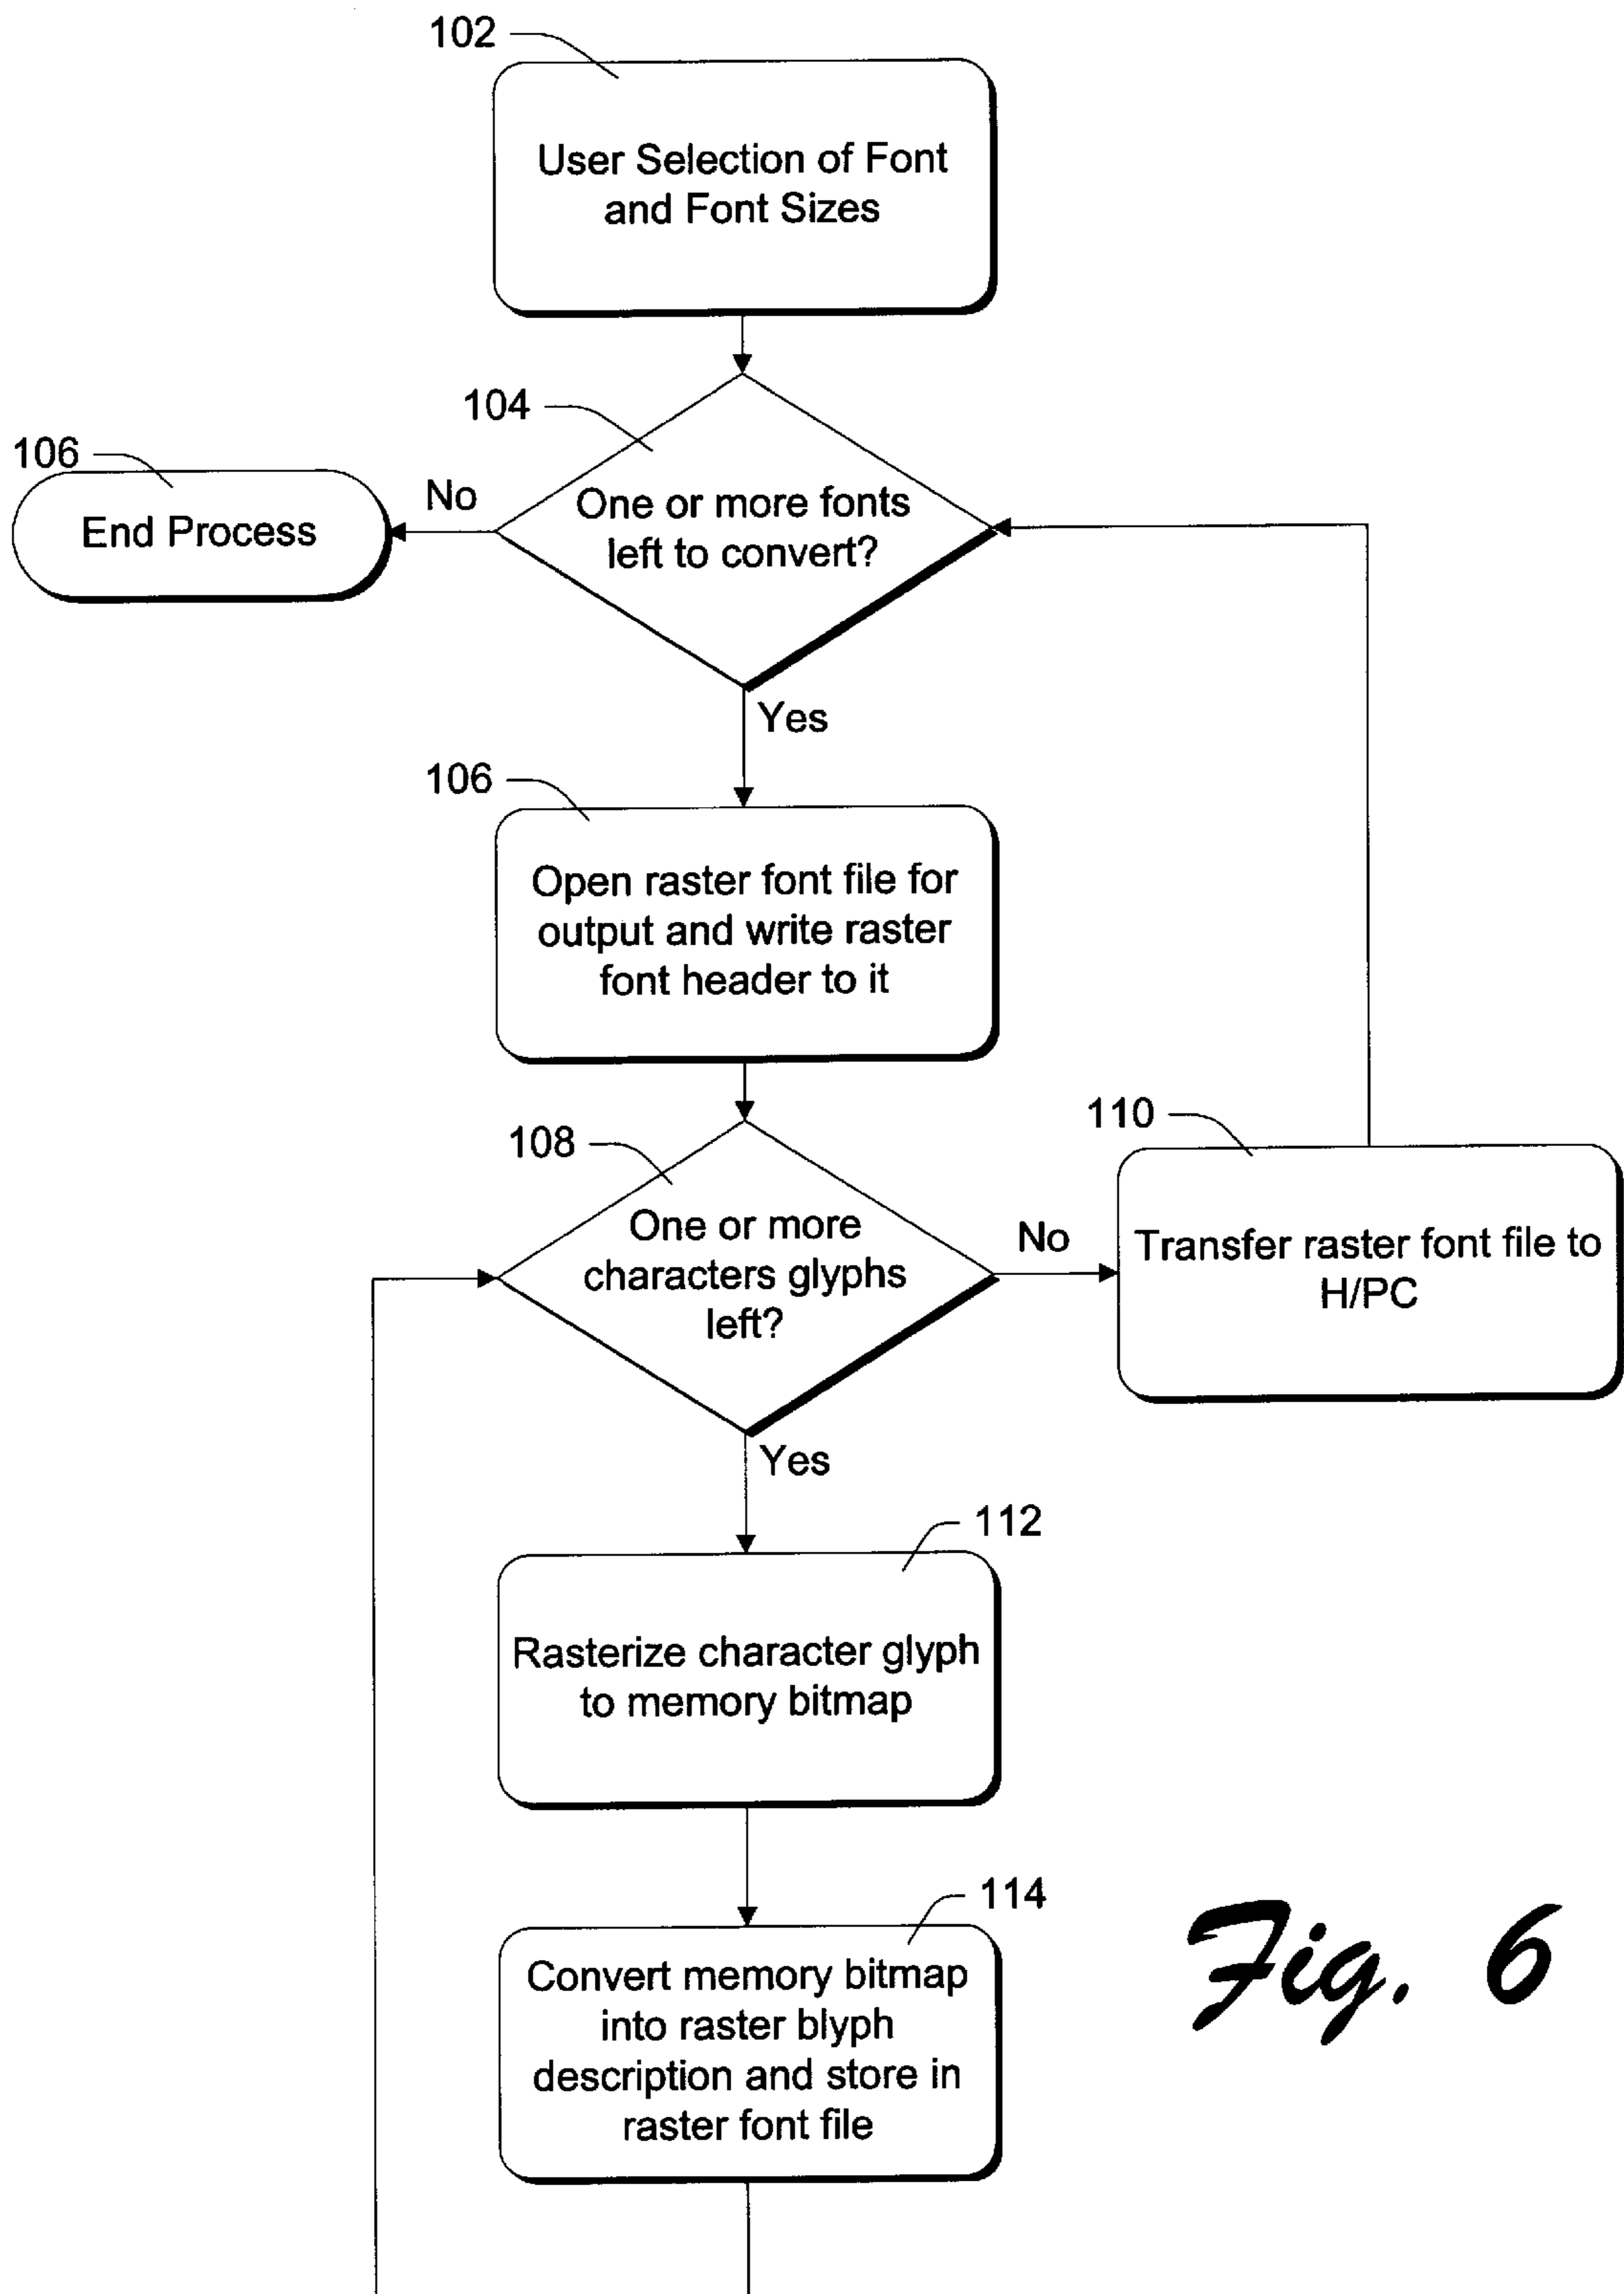 102
User Selection of Font
and Font Sizes
104
106
No
End Process
One or more fonts
left to convert?
Yes
106
Open raster font file for
output and write raster
font header to it
108
110
One or more
characters glyphs
left?
No
Transfer raster font file to
H/PC
Yes
112
Rasterize character glyph
to memory bitmap
114
Convert memory bitmap
into raster blyph
description and store in
raster font file
Fig. 6